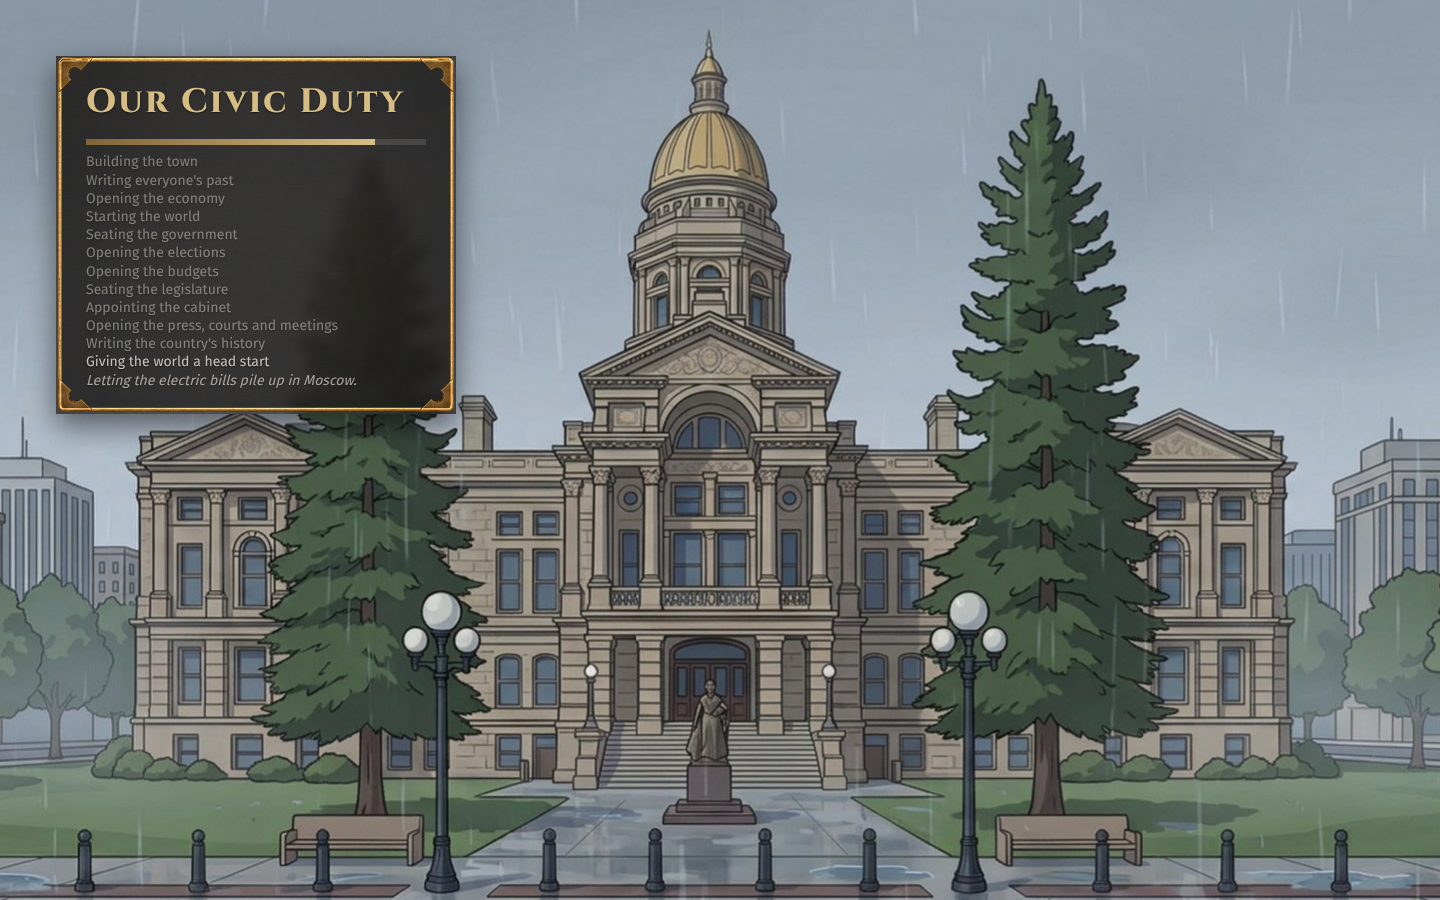 Our Civic Duty
Building the town
Writing everyone's past
Opening the economy
Starting the world
Seating the government
Opening the elections
Opening the budgets
Seating the legislature
Appointing the cabinet
Opening the press, courts and meetings
Writing the country's history
Giving the world a head start
Letting the electric bills pile up in Moscow.